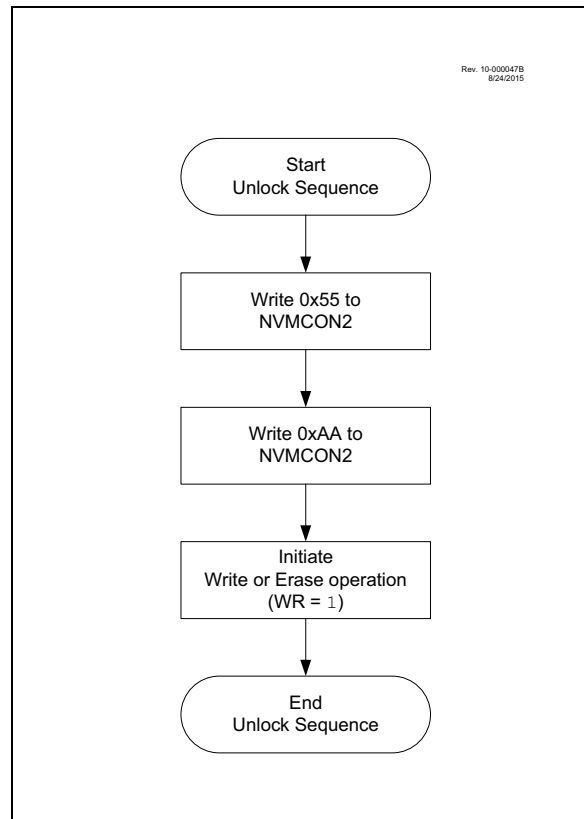 Rev. 10-000047B
8/24/2015
Start
Unlock Sequence
Write 0x55 to
NVMCON2
Write 0xAA to
NVMCON2
Initiate
Write or Erase operation
(WR = 1)
End
Unlock Sequence